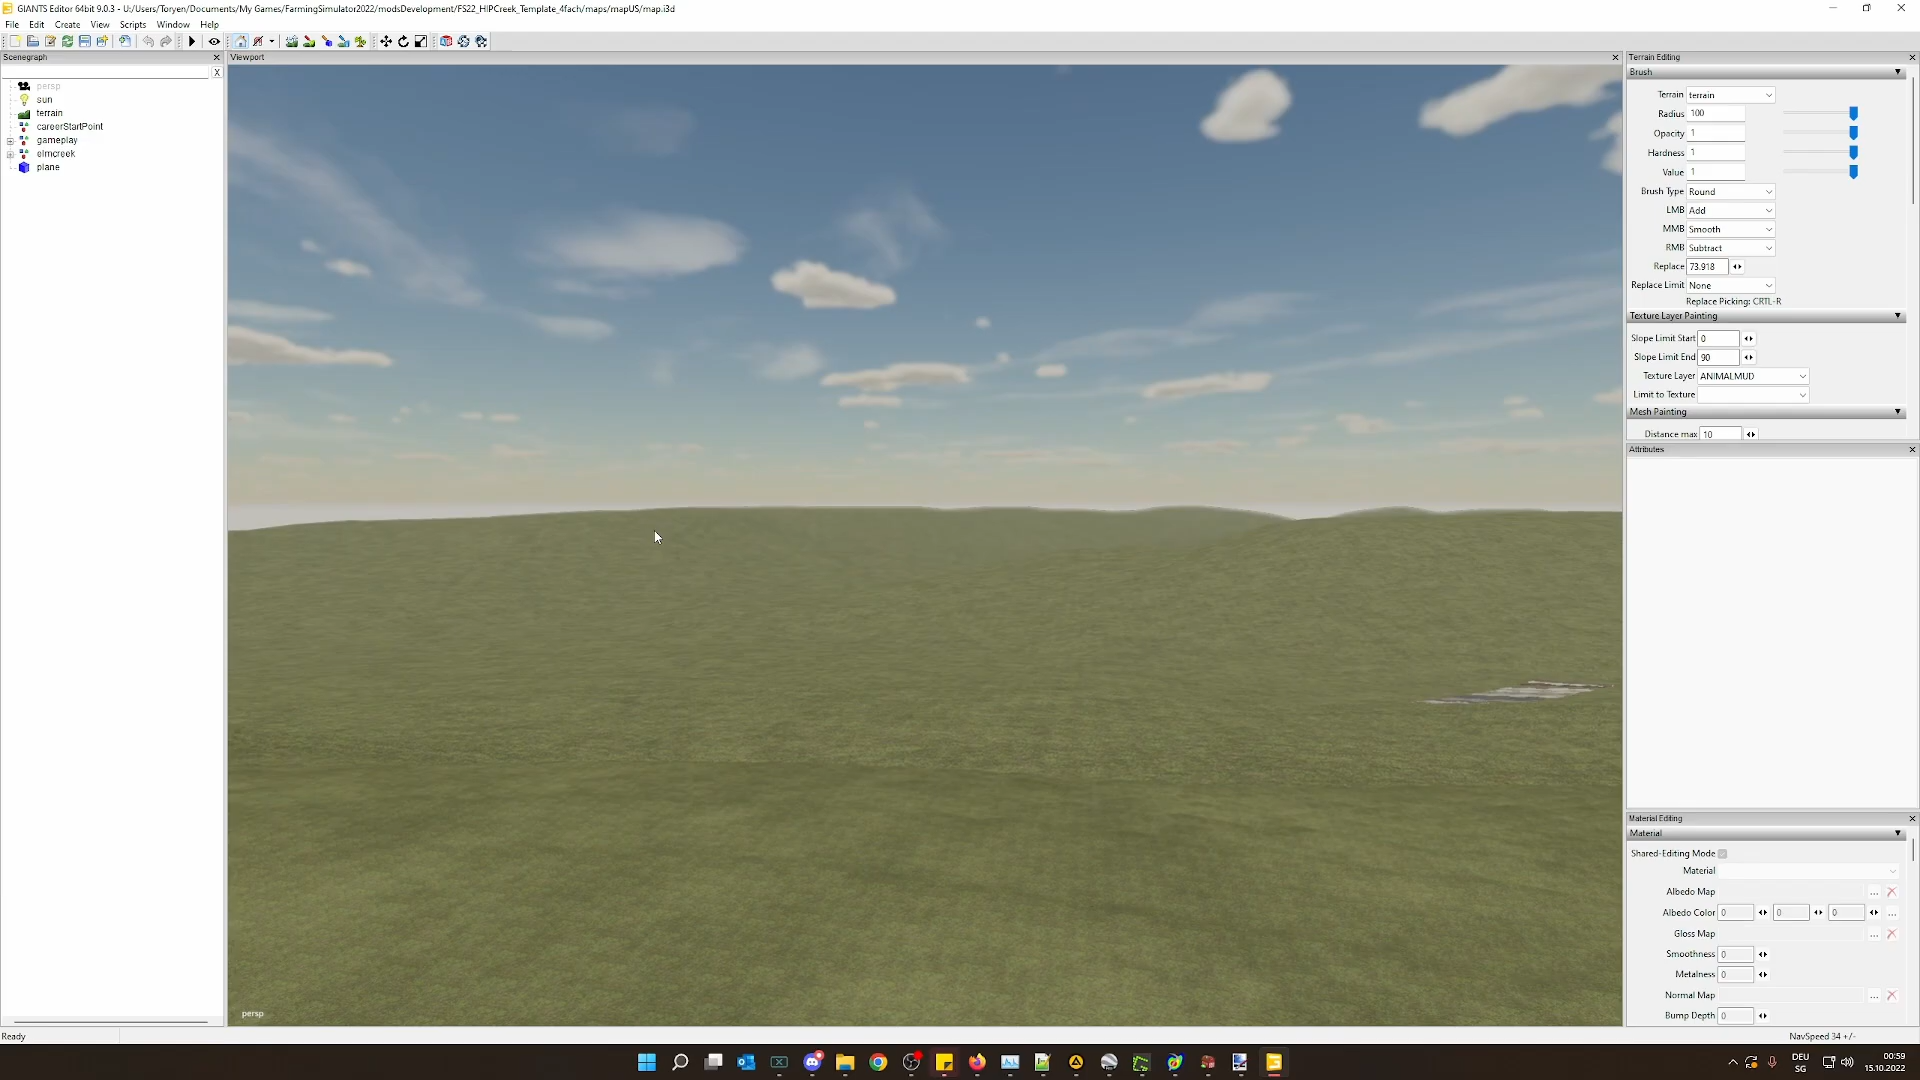 GIANTS Editor 64bit 9.0.3 - U:/Users/Toryen/Documents/My Games/FarmingSimulator2022/modsDevelopment/FS22_HIPCreek_Template_4fach/maps/mapUS/map.i3d
File Edit Create View Scripts Window Help
Scenegraph
X
persp
sun
terrain
careerStartPoint
gameplay
elmcreek
plane
Viewport
persp
Terrain Editing
Brush
Terrain terrain
Radius 100
Opacity 1
Hardness 1
Value 1
Brush Type Round
LMB Add
MMB Smooth
RMB Subtract
Replace 73.918
Replace Limit None
Replace Picking: CRTL-R
Texture Layer Painting
Slope Limit Start 0
Slope Limit End 90
Texture Layer ANIMALMUD
Limit to Texture
Mesh Painting
Distance max 10
Attributes
Material Editing
Material
Shared-Editing Mode
Material
Albedo Map ...
Albedo Color 0 0 0 ...
Gloss Map ...
Smoothness 0
Metalness 0
Normal Map ...
Bump Depth 0
Ready
NavSpeed 34 +/-
DEU
SG
00:59
15.10.2022